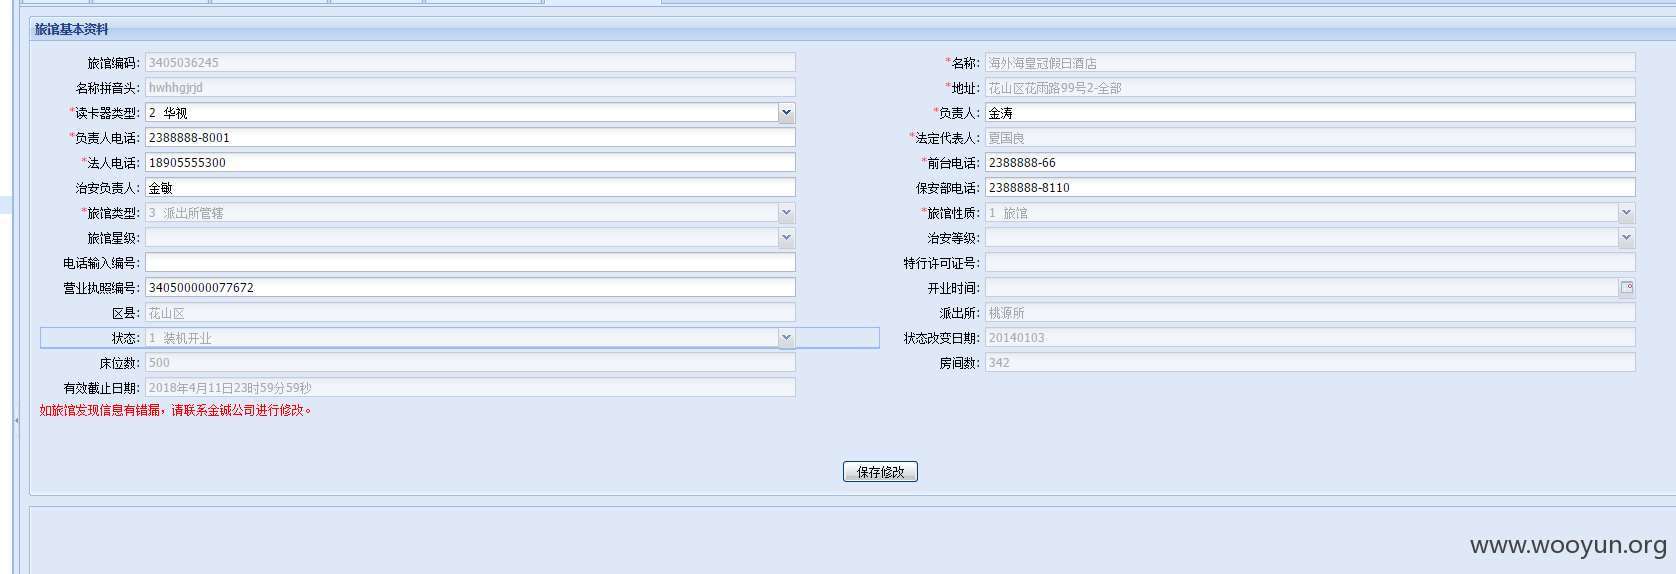 旅馆基本资料
旅馆编码: 3405036245 *名称: 海外海皇冠假日酒店
名称拼音头: hwhhgjrjd *地址: 花山区花雨路99号2-全部
*读卡器类型: 2 华视 *负责人: 金涛
*负责人电话: 2388888-8001 *法定代表人: 夏国良
*法人电话: 18905555300 *前台电话: 2388888-66
治安负责人: 金敏 保安部电话: 2388888-8110
*旅馆类型: 3 派出所管辖 *旅馆性质: 1 旅馆
旅馆星级: 治安等级:
电话输入编号: 特行许可证号:
营业执照编号: 340500000077672 开业时间:
区县: 花山区 派出所: 桃源所
状态: 1 装机开业 状态改变日期: 20140103
床位数: 500 房间数: 342
有效截止日期: 2018年4月11日23时59分59秒
如旅馆发现信息有错漏，请联系金铖公司进行修改。
保存修改
www.wooyun.org